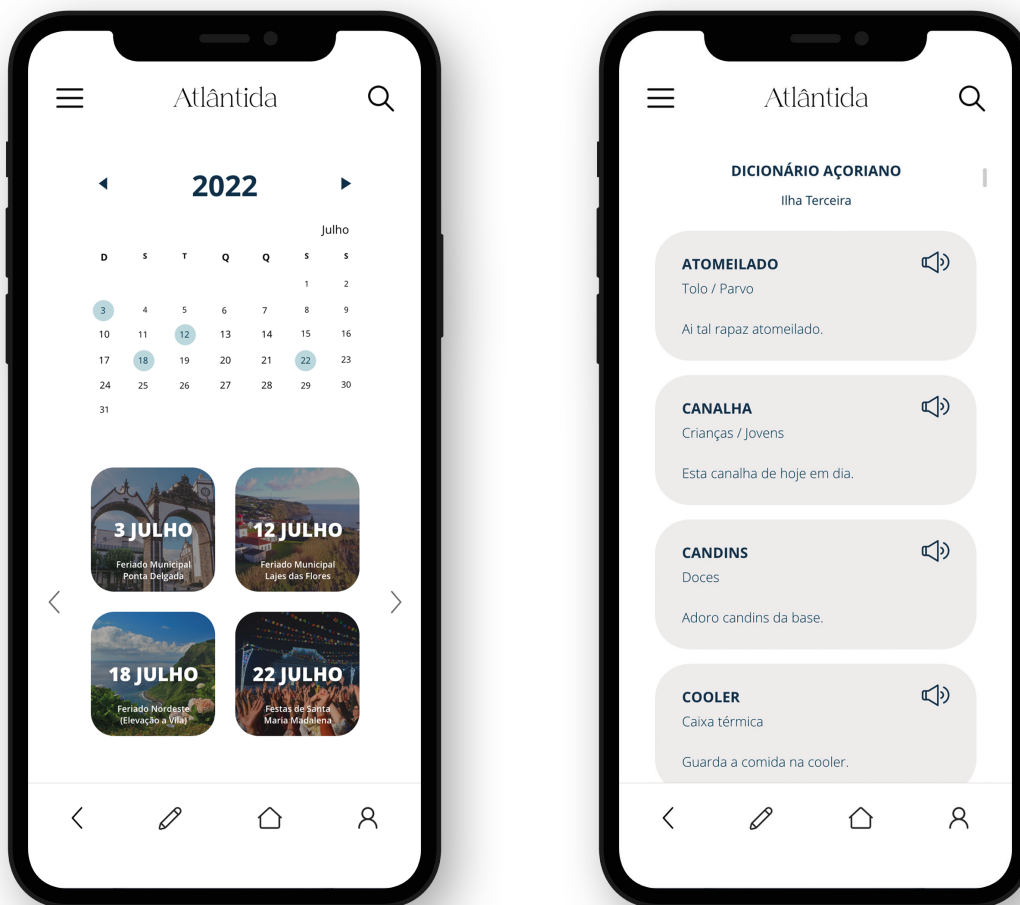 Atlântida
2022
Julho
D S T Q Q S S
1 2
3 4 5 6 7 8 9
10 11 12 13 14 15 16
17 18 19 20 21 22 23
24 25 26 27 28 29 30
31
3 JULHO
Feriado Municipal
Ponta Delgada
12 JULHO
Feriado Municipal
Lajes das Flores
18 JULHO
Feriado Nordeste
(Elevação a Vila)
22 JULHO
Festas de Santa
Maria Madalena
Atlântida
DICIONÁRIO AÇORIANO
Ilha Terceira
ATOMEILADO
Tolo / Parvo
Ai tal rapaz atomeilado.
CANALHA
Crianças / Jovens
Esta canalha de hoje em dia.
CANDINS
Doces
Adoro candins da base.
COOLER
Caixa térmica
Guarda a comida na cooler.